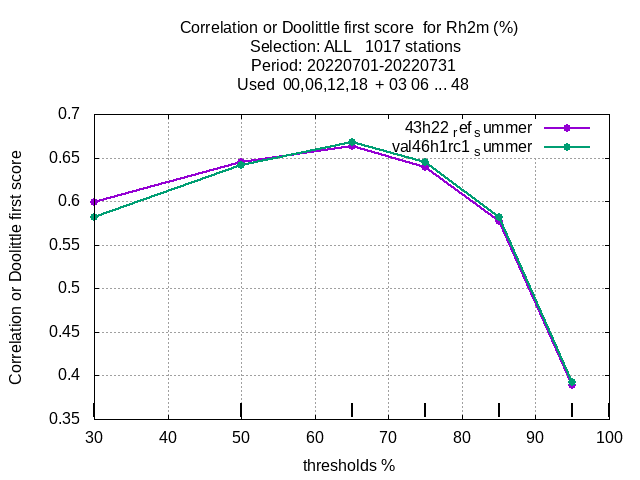 Correlation or Doolittle first score  for Rh2m (%)
Selection: ALL   1017 stations
Period: 20220701-20220731
Used  00,06,12,18  + 03 06 ... 48
43h22 ref summer
val46h1rc1 summer
Correlation or Doolittle first score
0.7
0.65
0.6
0.55
0.5
0.45
0.4
0.35
30 40 50 60 70 80 90 100
thresholds %